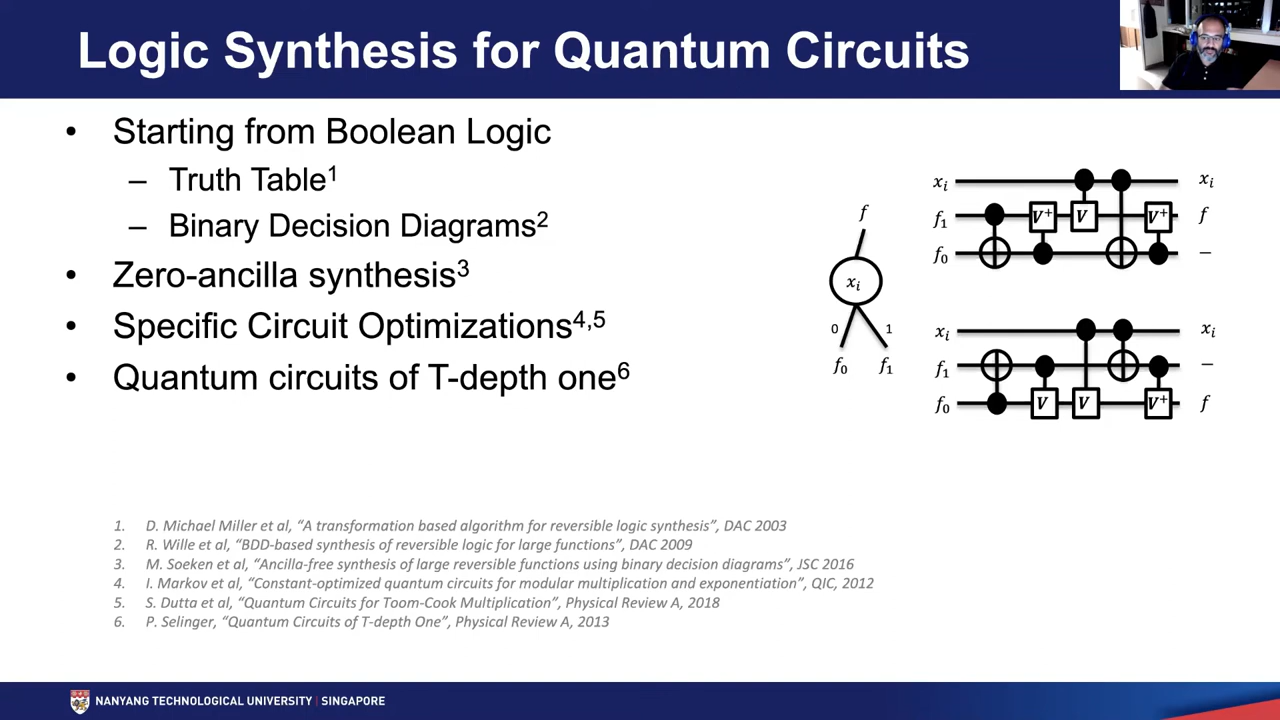 Logic Synthesis for Quantum Circuits
• Starting from Boolean Logic
– Truth Table¹
– Binary Decision Diagrams²
• Zero-ancilla synthesis³
• Specific Circuit Optimizations⁴,⁵
• Quantum circuits of T-depth one⁶
f
xᵢ
0 1
f₀ f₁
xᵢ xᵢ
f₁ V⁺ V V⁺ f
f₀ –
xᵢ xᵢ
f₁ –
f₀ V V V⁺ f
1. D. Michael Miller et al, “A transformation based algorithm for reversible logic synthesis”, DAC 2003
2. R. Wille et al, “BDD-based synthesis of reversible logic for large functions”, DAC 2009
3. M. Soeken et al, “Ancilla-free synthesis of large reversible functions using binary decision diagrams”, JSC 2016
4. I. Markov et al, “Constant-optimized quantum circuits for modular multiplication and exponentiation”, QIC, 2012
5. S. Dutta et al, “Quantum Circuits for Toom-Cook Multiplication”, Physical Review A, 2018
6. P. Selinger, “Quantum Circuits of T-depth One”, Physical Review A, 2013
NANYANG TECHNOLOGICAL UNIVERSITY | SINGAPORE